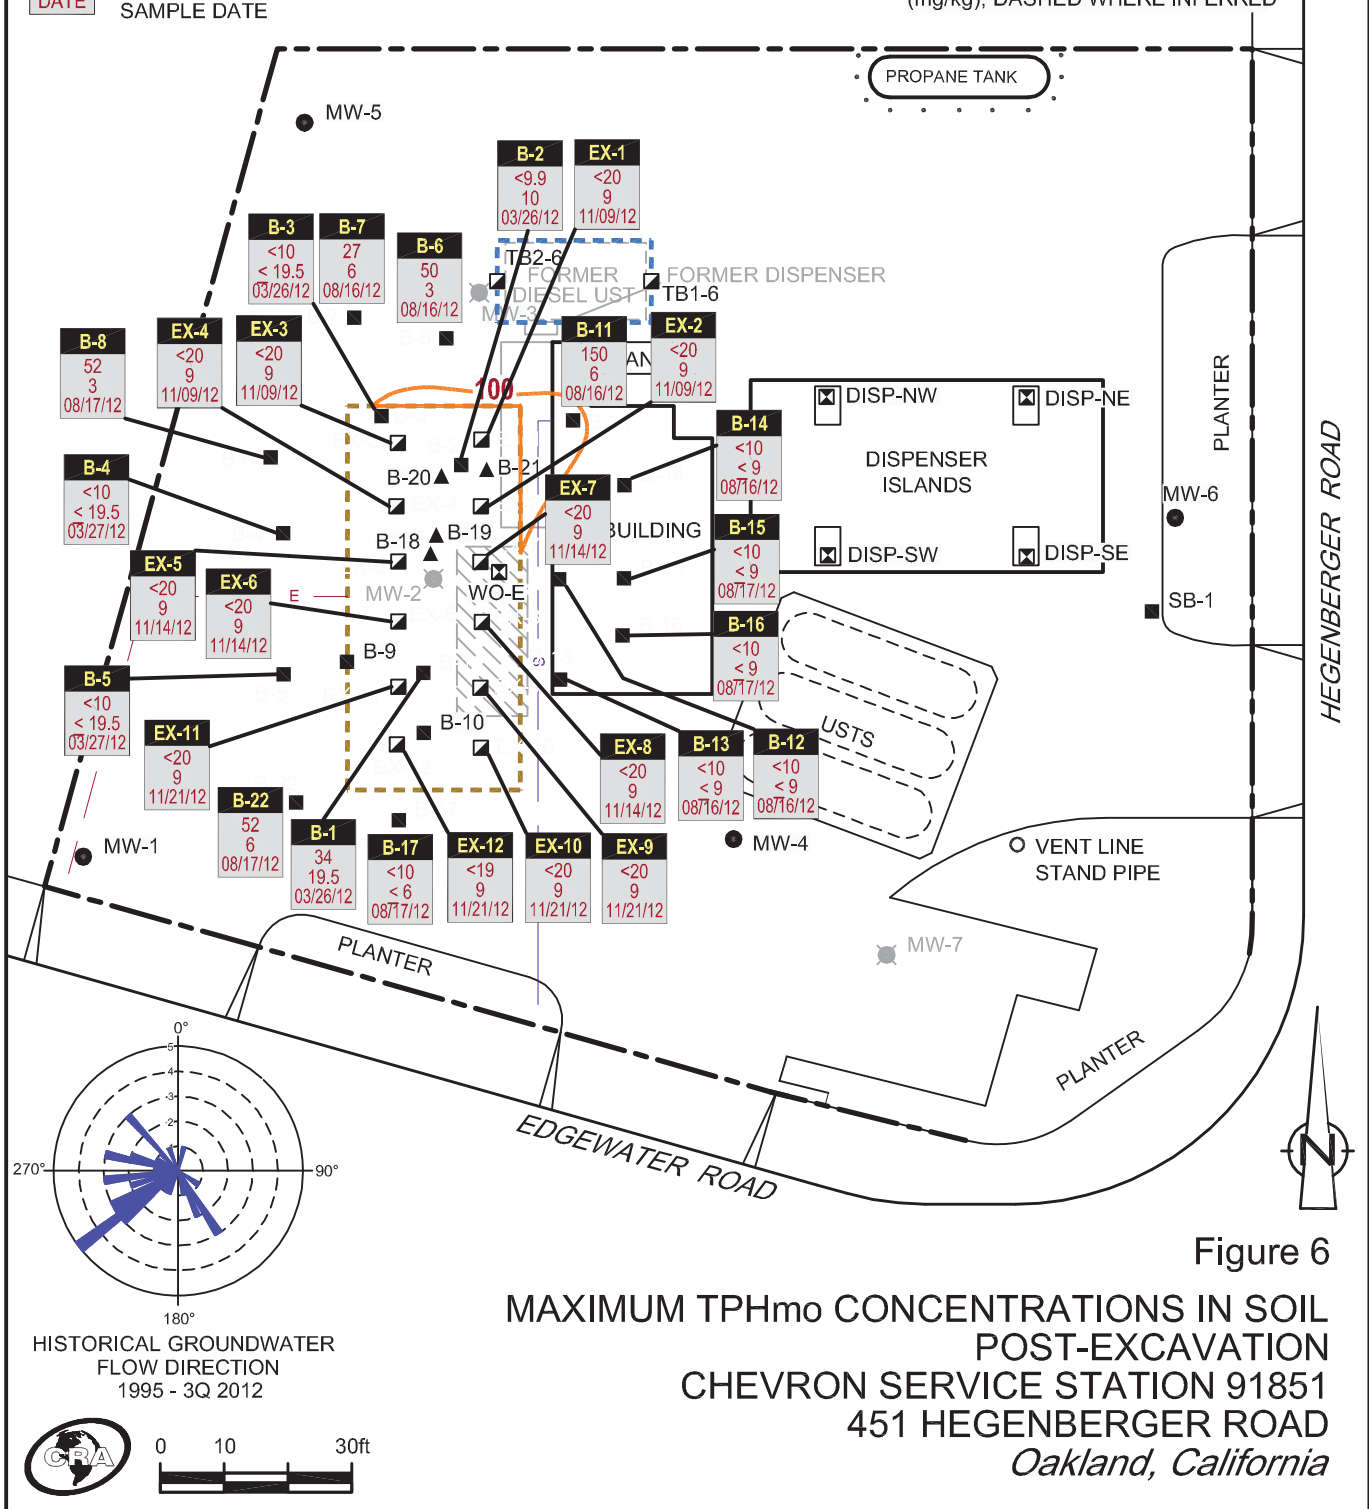 DATE
SAMPLE DATE
(mg/kg), DASHED WHERE INFERRED
PROPANE TANK
MW-5
B-2
<9.9
10
03/26/12
EX-1
<20
9
11/09/12
B-3
<10
< 19.5
03/26/12
B-7
27
6
08/16/12
B-6
50
3
08/16/12
TB2-6
FORMER
DIESEL UST
FORMER DISPENSER
TB1-6
MW-3
B-8
52
3
08/17/12
EX-4
<20
9
11/09/12
EX-3
<20
9
11/09/12
B-11
150
6
08/16/12
EX-2
<20
9
11/09/12
100
DISP-NW
DISP-NE
DISPENSER
ISLANDS
DISP-SW
DISP-SE
PLANTER
HEGENBERGER ROAD
MW-6
SB-1
B-14
<10
< 9
08/16/12
B-4
<10
< 19.5
03/27/12
B-20
B-21
EX-7
<20
9
11/14/12
BUILDING
B-15
<10
< 9
08/17/12
B-18
B-19
MW-2
WO-E
E
EX-5
<20
9
11/14/12
EX-6
<20
9
11/14/12
B-16
<10
< 9
08/17/12
B-9
B-5
<10
< 19.5
03/27/12
B-10
USTS
EX-11
<20
9
11/21/12
EX-8
<20
9
11/14/12
B-13
<10
< 9
08/16/12
B-12
<10
< 9
08/16/12
B-22
52
6
08/17/12
B-1
34
19.5
03/26/12
B-17
<10
< 6
08/17/12
EX-12
<19
9
11/21/12
EX-10
<20
9
11/21/12
EX-9
<20
9
11/21/12
MW-1
MW-4
VENT LINE
STAND PIPE
MW-7
PLANTER
PLANTER
EDGEWATER ROAD
0°
5
4
3
2
1
270°
90°
180°
HISTORICAL GROUNDWATER
FLOW DIRECTION
1995 - 3Q 2012
N
CRA
0 10 30ft
Figure 6
MAXIMUM TPHmo CONCENTRATIONS IN SOIL
POST-EXCAVATION
CHEVRON SERVICE STATION 91851
451 HEGENBERGER ROAD
Oakland, California